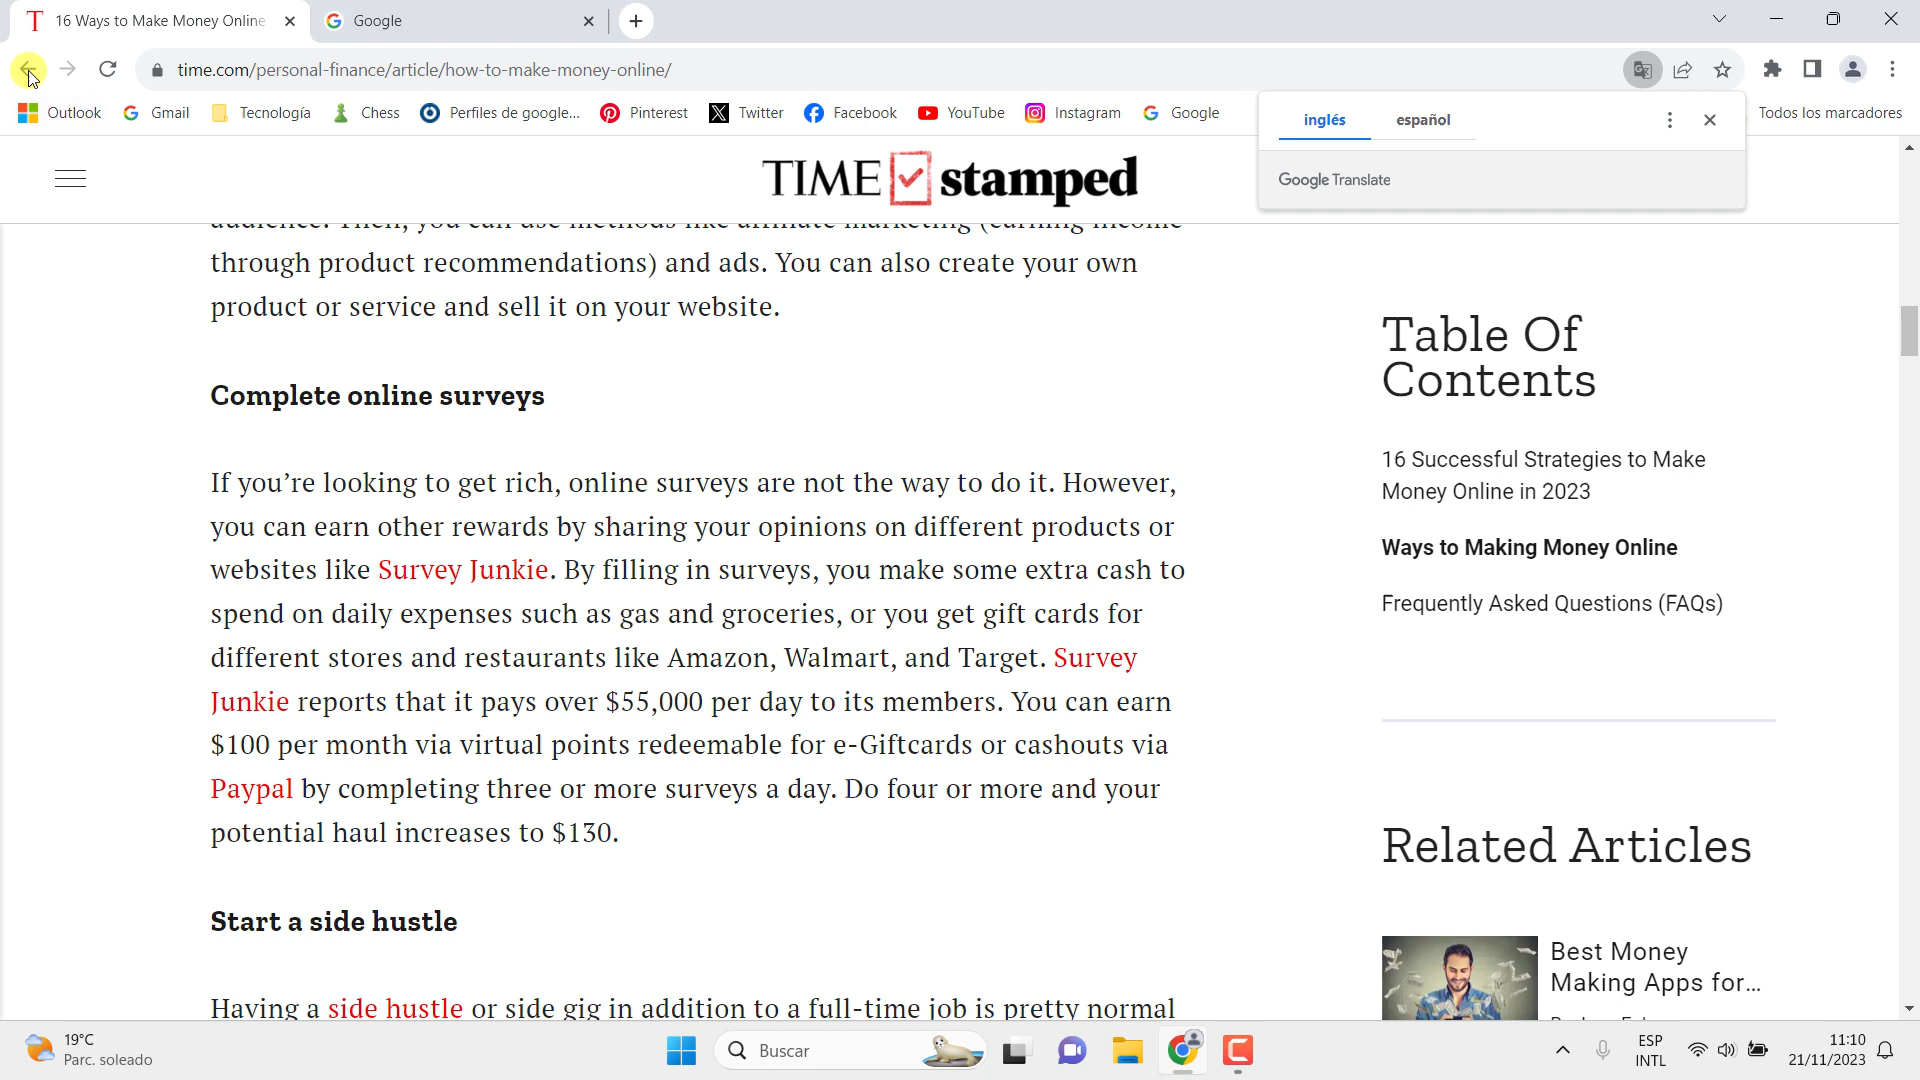 16 Ways to Make Money Online
Google
time.com/personal-finance/article/how-to-make-money-online/
Outlook
Gmail
Tecnología
Chess
Perfiles de google...
Pinterest
Twitter
Facebook
YouTube
Instagram
Google
Todos los marcadores
inglés
español
Google Translate
TIME stamped
audience. Then, you can use methods like affiliate marketing (earning income
through product recommendations) and ads. You can also create your own
product or service and sell it on your website.
Complete online surveys
If you’re looking to get rich, online surveys are not the way to do it. However,
you can earn other rewards by sharing your opinions on different products or
websites like Survey Junkie. By filling in surveys, you make some extra cash to
spend on daily expenses such as gas and groceries, or you get gift cards for
different stores and restaurants like Amazon, Walmart, and Target. Survey
Junkie reports that it pays over $55,000 per day to its members. You can earn
$100 per month via virtual points redeemable for e-Giftcards or cashouts via
Paypal by completing three or more surveys a day. Do four or more and your
potential haul increases to $130.
Start a side hustle
Having a side hustle or side gig in addition to a full-time job is pretty normal
Table Of
Contents
16 Successful Strategies to Make
Money Online in 2023
Ways to Making Money Online
Frequently Asked Questions (FAQs)
Related Articles
Best Money
Making Apps for...
19°C
Parc. soleado
Buscar
ESP
INTL
11:10
21/11/2023